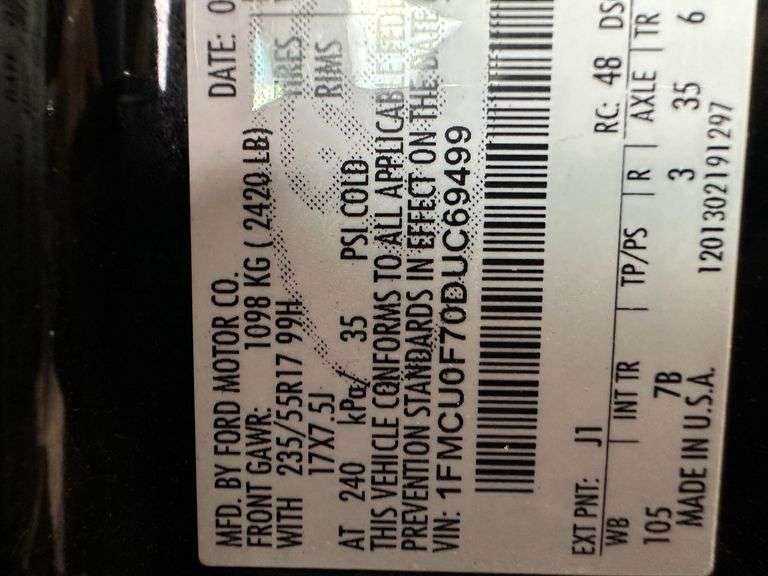 MFD. BY FORD MOTOR CO. DATE: 0
FRONT GAWR: 1098 KG ( 2420 LB)
WITH 235/55R17 99H TIRES
17X7.5J RIMS
AT 240 kPa/ 35 PSI COLD
THIS VEHICLE CONFORMS TO ALL APPLICABLE
PREVENTION STANDARDS IN EFFECT ON THE DATE
VIN: 1FMCU0F70DUC69499
EXT PNT: J1 RC: 48 DS
WB INT TR TP/PS R AXLE TR
105 7B 3 35 6
MADE IN U.S.A. 1201302191297